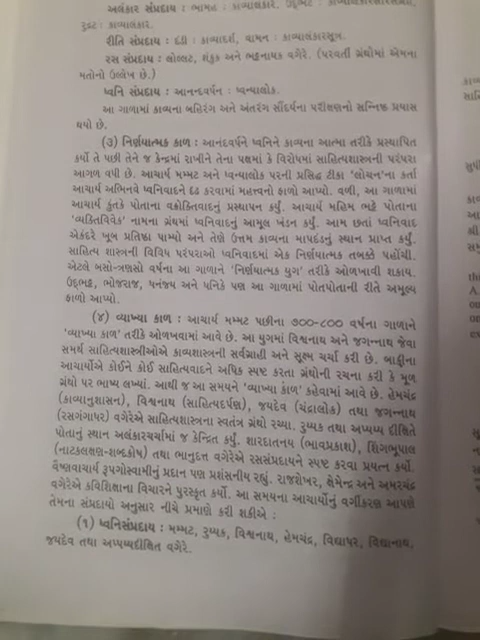 અલંકાર સંપ્રદાય : ભામહ : કાવ્યાલંકાર. ઉદ્ભટ :
રુદ્રટ : કાવ્યાલંકાર.
રીતિ સંપ્રદાય : દંડી : કાવ્યાદર્શ, વામન : કાવ્યાલંકારસૂત્ર.
રસ સંપ્રદાય : લોલ્લટ, શંકુક અને ભટ્ટનાયક વગેરે. (પરવર્તી ગ્રંથોમાં એમના
મતોનો ઉલ્લેખ છે.)
ધ્વનિ સંપ્રદાય : આનન્દવર્ધન : ધ્વન્યાલોક.
આ ગાળામાં કાવ્યના બહિરંગ અને અંતરંગ સૌંદર્યના પરીક્ષણનો સન્નિષ્ઠ પ્રયાસ
થયો છે.
(૩) નિર્ણયાત્મક કાળ : આનંદવર્ધને ધ્વનિને કાવ્યના આત્મા તરીકે પ્રસ્થાપિત
કર્યો તે પછી તેને જ કેન્દ્રમાં રાખીને તેના પક્ષમાં કે વિરોધમાં સાહિત્યશાસ્ત્રની પરંપરા
આગળ વધી છે. આચાર્ય મમ્મટ અને ધ્વન્યાલોક પરની પ્રસિદ્ધ ટીકા 'લોચન'ના કર્તા
આચાર્ય અભિનવે ધ્વનિવાદને દૃઢ કરવામાં મહત્ત્વનો ફાળો આપ્યો. વળી, આ ગાળામાં
આચાર્ય કુંતકે પોતાના વક્રોક્તિવાદનું પ્રસ્થાપન કર્યું. આચાર્ય મહિમ ભટ્ટે પોતાના
'વ્યક્તિવિવેક' નામના ગ્રંથમાં ધ્વનિવાદનું આમૂલ ખંડન કર્યું. આમ છતાં ધ્વનિવાદ
એકંદરે ખૂબ પ્રતિષ્ઠા પામ્યો અને તેણે ઉત્તમ કાવ્યના માપદંડનું સ્થાન પ્રાપ્ત કર્યું.
સાહિત્ય શાસ્ત્રની વિવિધ પરંપરાઓ ધ્વનિવાદમાં એક નિર્ણયાત્મક તબક્કે પહોંચી.
એટલે બસો-ત્રણસો વર્ષના આ ગાળાને 'નિર્ણયાત્મક યુગ' તરીકે ઓળખાવી શકાય.
ઉદ્ભટ્ટ, ભોજરાજ, ધનંજય અને ધનિકે પણ આ ગાળામાં પોતપોતાની રીતે અમૂલ્ય
ફાળો આપ્યો.
(૪) વ્યાખ્યા કાળ : આચાર્ય મમ્મટ પછીના ૭૦૦-૮૦૦ વર્ષના ગાળાને
'વ્યાખ્યા કાળ' તરીકે ઓળખવામાં આવે છે. આ યુગમાં વિશ્વનાથ અને જગન્નાથ જેવા
સમર્થ સાહિત્યશાસ્ત્રીઓએ કાવ્યશાસ્ત્રની સર્વગ્રાહી અને સૂક્ષ્મ ચર્ચા કરી છે. બાકીના
આચાર્યોએ કોઈને કોઈ સાહિત્યવાદને અધિક સ્પષ્ટ કરતા ગ્રંથોની રચના કરી કે મૂળ
ગ્રંથો પર ભાષ્ય લખ્યાં. આથી જ આ સમયને 'વ્યાખ્યા કાળ' કહેવામાં આવે છે. હેમચંદ્ર
(કાવ્યાનુશાસન), વિશ્વનાથ (સાહિત્યદર્પણ), જયદેવ (ચંદ્રાલોક) તથા જગન્નાથ
(રસગંગાધર) વગેરેએ સાહિત્યશાસ્ત્રના સ્વતંત્ર ગ્રંથો રચ્યા. રુય્યક તથા અપ્પય્ય દીક્ષિતે
પોતાનું સ્થાન અલંકારચર્ચામાં જ કેન્દ્રિત કર્યું. શારદાતનય (ભાવપ્રકાશ), શિંગભૂપાલ
(નાટકલક્ષણ-શબ્દકોષ) તથા ભાનુદત્ત વગેરેએ રસસંપ્રદાયને સ્પષ્ટ કરવા પ્રયત્ન કર્યો.
વૈષ્ણવાચાર્ય રૂપગોસ્વામીનું પ્રદાન પણ પ્રશંસનીય રહ્યું. રાજશેખર, ક્ષેમેન્દ્ર અને અમરચંદ્ર
વગેરેએ કવિશિક્ષાના વિચારને પુરસ્કૃત કર્યો. આ સમયના આચાર્યોનું વર્ગીકરણ આપણે
તેમના સંપ્રદાયો અનુસાર નીચે પ્રમાણે કરી શકીએ :
(૧) ધ્વનિસંપ્રદાય : મમ્મટ, રુય્યક, વિશ્વનાથ, હેમચંદ્ર, વિદ્યાધર, વિદ્યાનાથ,
જયદેવ તથા અપ્પય્યદીક્ષિત વગેરે.